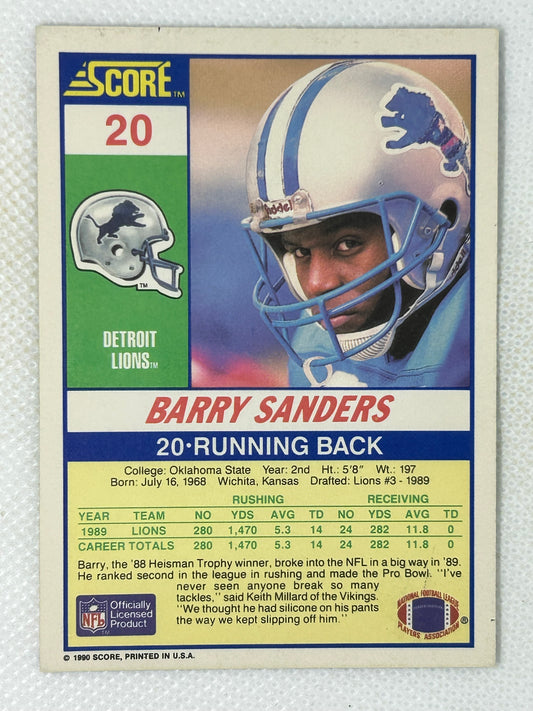 SCORE TM
20
Riddell
TM
DETROIT
LIONS TM
BARRY SANDERS
20·RUNNING BACK
College: Oklahoma State Year: 2nd Ht.: 5'8" Wt.: 197
Born: July 16, 1968 Wichita, Kansas Drafted: Lions #3 - 1989
RUSHING RECEIVING
YEAR TEAM NO YDS AVG TD NO YDS AVG TD
1989 LIONS 280 1,470 5.3 14 24 282 11.8 0
CAREER TOTALS 280 1,470 5.3 14 24 282 11.8 0
Barry, the '88 Heisman Trophy winner, broke into the NFL in a big way in '89.
He ranked second in the league in rushing and made the Pro Bowl. "I've
never seen anyone break so many
tackles," said Keith Millard of the Vikings.
"We thought he had silicone on his pants
the way we kept slipping off him."
NFL
TM
Officially
Licensed
Product
NATIONAL FOOTBALL LEAGUE
PLAYERS ASSOCIATION
®
© 1990 SCORE, PRINTED IN U.S.A.